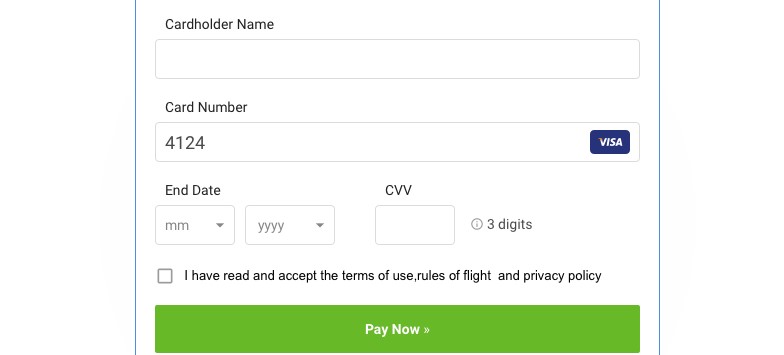 Cardholder Name
Card Number
4124 VISA
End Date CVV
mm yyyy 3 digits
I have read and accept the terms of use,rules of flight  and privacy policy
Pay Now »